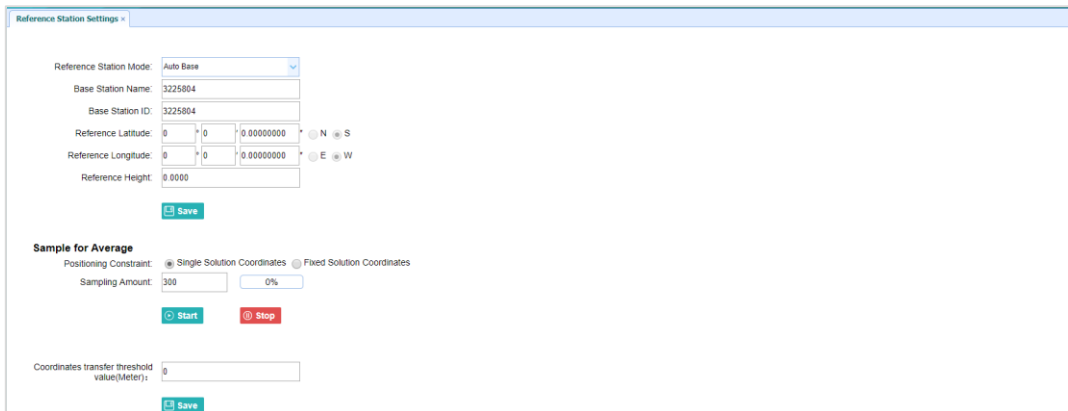 Reference Station Settings ×
Reference Station Mode: Auto Base
Base Station Name: 3225804
Base Station ID: 3225804
Reference Latitude: 0 ° 0 ' 0.00000000 " N S
Reference Longitude: 0 ° 0 ' 0.00000000 " E W
Reference Height: 0.0000
Save
Sample for Average
Positioning Constraint: Single Solution Coordinates Fixed Solution Coordinates
Sampling Amount: 300 0%
Start Stop
Coordinates transfer threshold
value(Meter): 0
Save